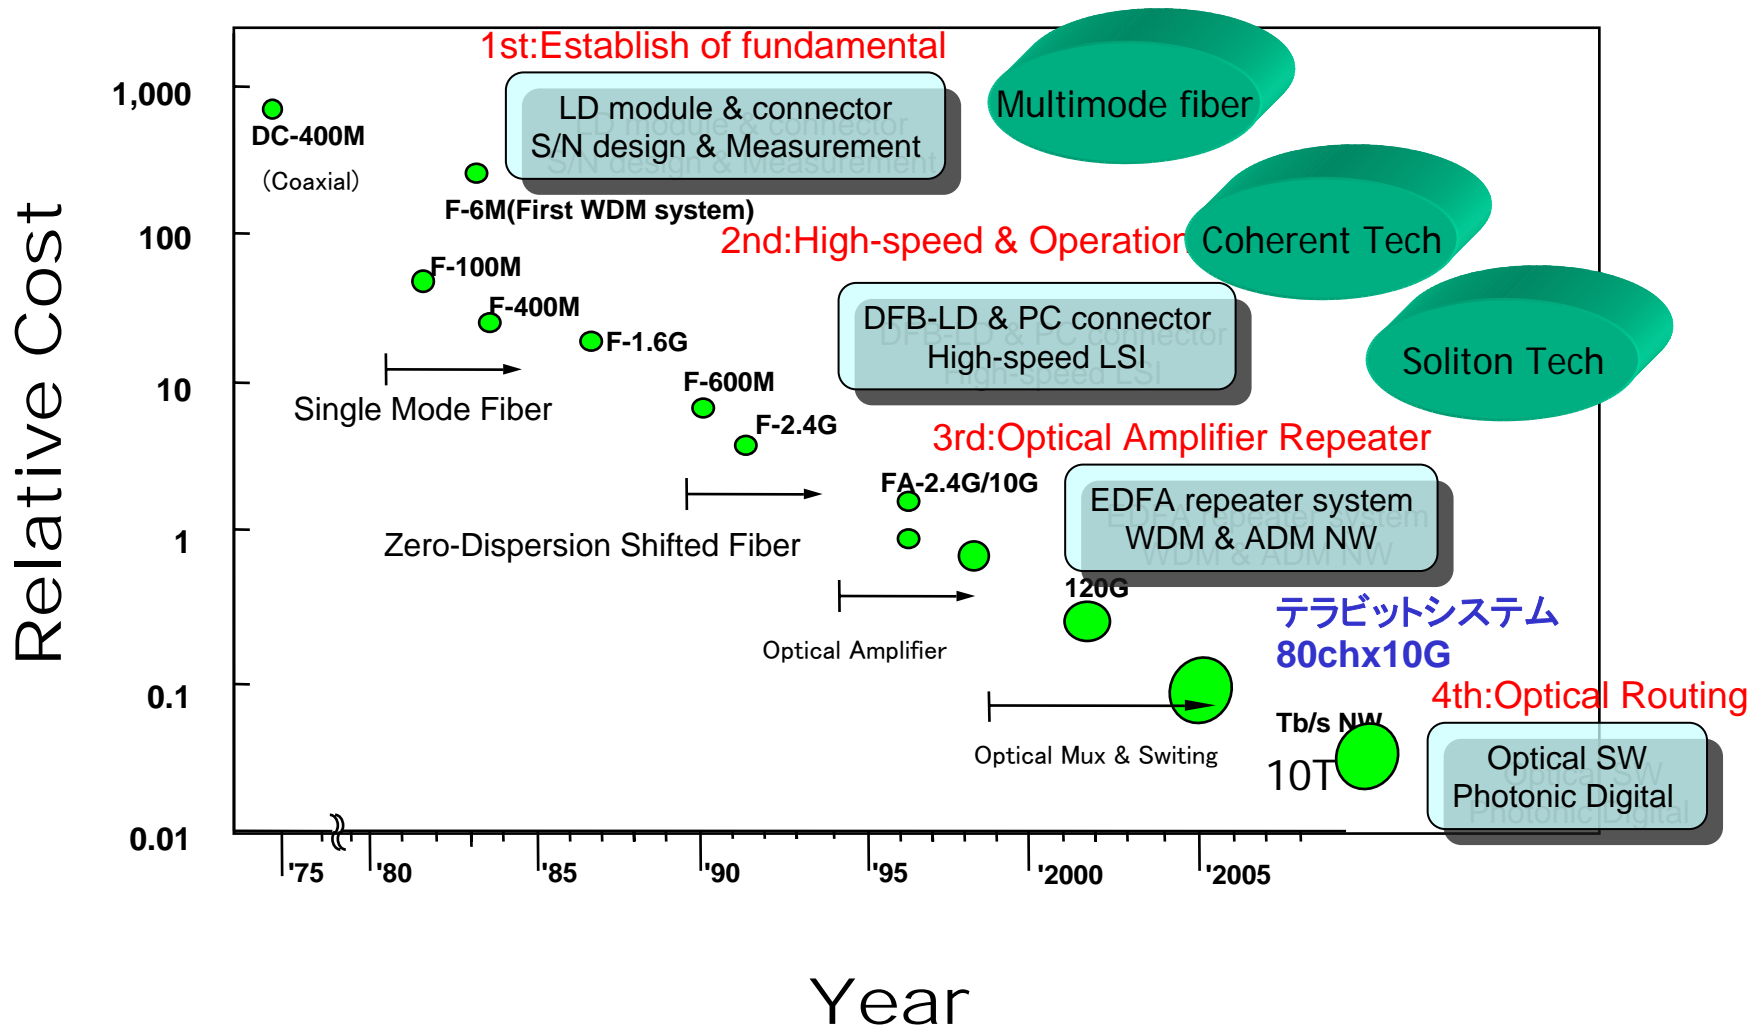 1st:Establish of fundamental
LD module & connector
S/N design & Measurement
Multimode fiber
1,000
DC-400M
(Coaxial)
F-6M(First WDM system)
100
2nd:High-speed & Operation
Coherent Tech
F-100M
F-400M
F-1.6G
DFB-LD & PC connector
High-speed LSI
Soliton Tech
10
Single Mode Fiber
F-600M
F-2.4G
3rd:Optical Amplifier Repeater
FA-2.4G/10G
EDFA repeater system
WDM & ADM NW
1
Zero-Dispersion Shifted Fiber
120G
テラビットシステム
80chx10G
Optical Amplifier
0.1
4th:Optical Routing
Tb/s NW
10T
Optical Mux & Switing
Optical SW
Photonic Digital
0.01
'75
'80
'85
'90
'95
'2000
'2005
Relative Cost
Year